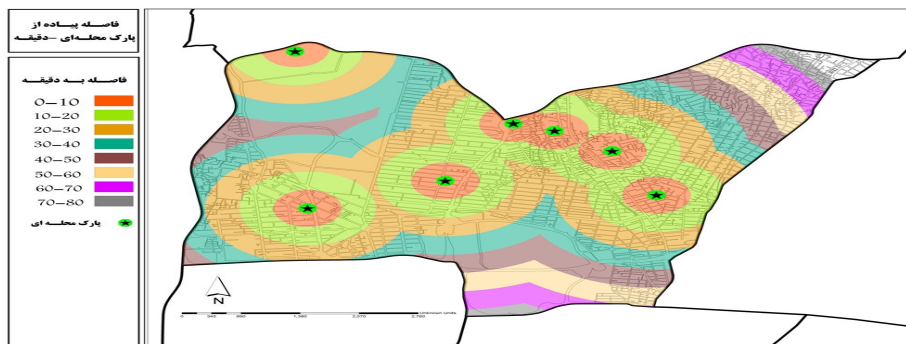 فاصله پیاده از
پارک محله‌ای –دقیقه
فاصله به دقیقه
0–10
10–20
20–30
30–40
40–50
50–60
60–70
70–80
پارک محله ای
N